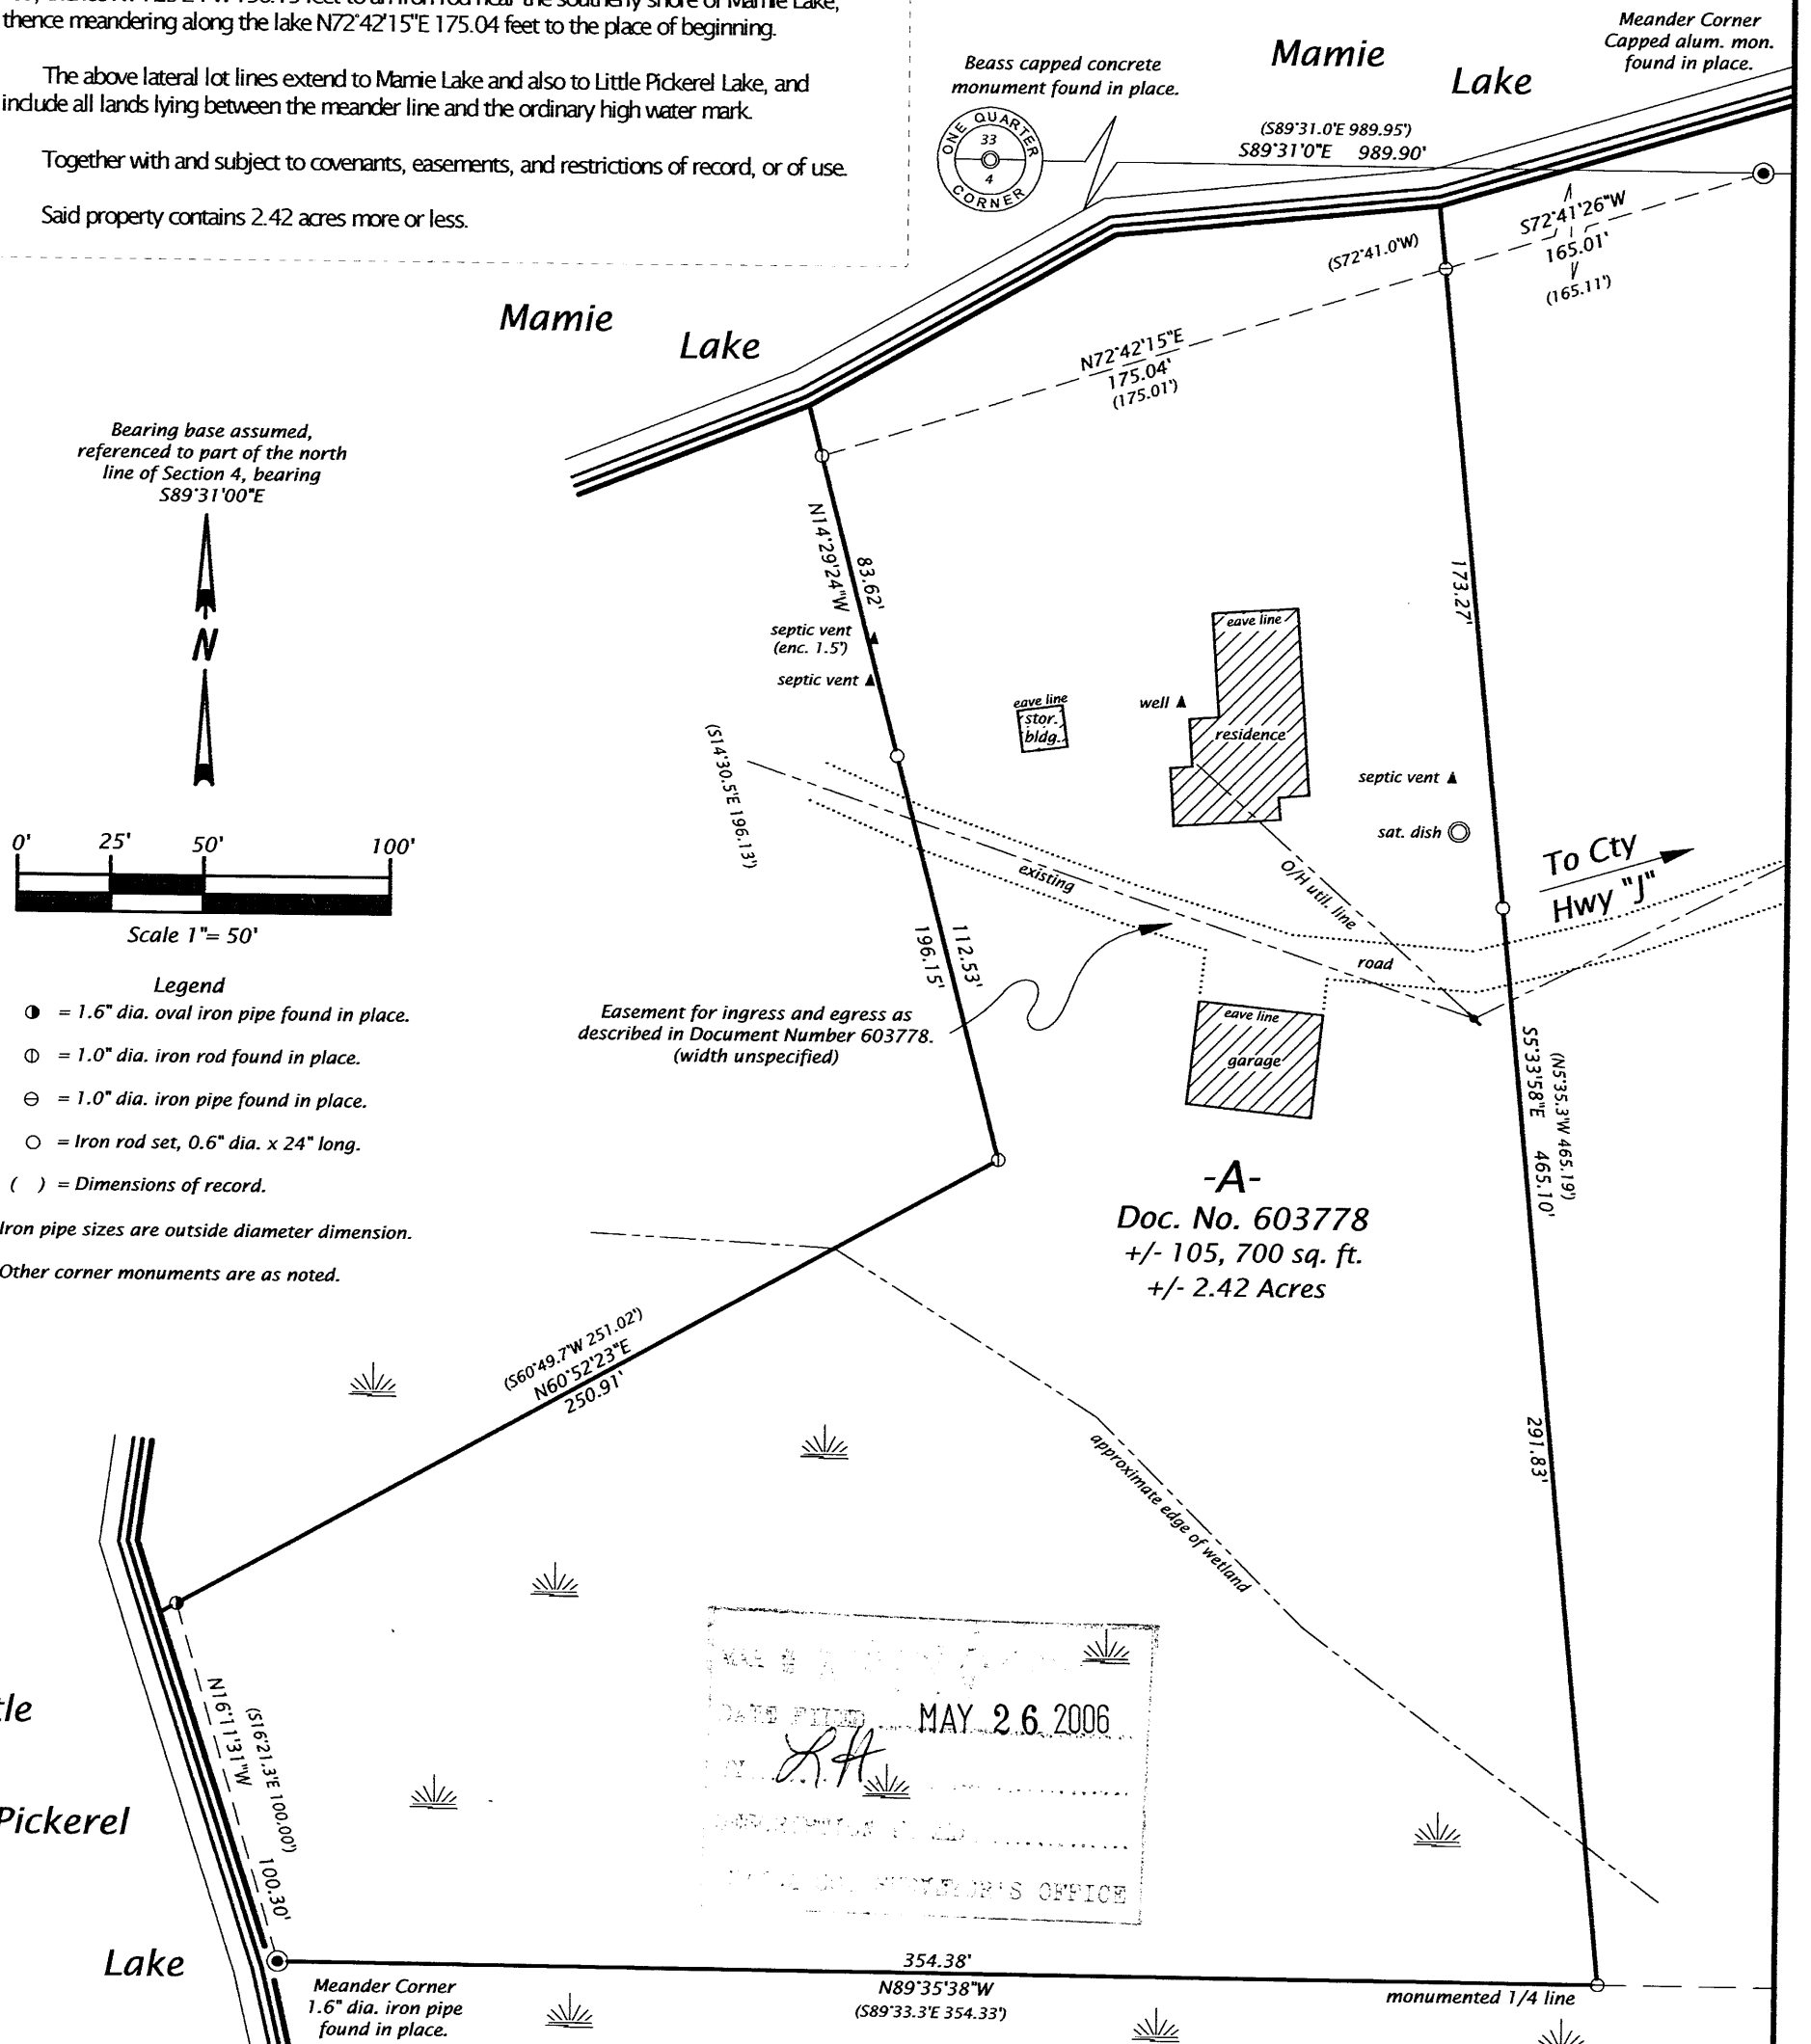 thence meandering along the lake N72°42'15"E 175.04 feet to the place of beginning.
The above lateral lot lines extend to Mamie Lake and also to Little Pickerel Lake, and
include all lands lying between the meander line and the ordinary high water mark.
Together with and subject to covenants, easements, and restrictions of record, or of use.
Said property contains 2.42 acres more or less.
Beass capped concrete
monument found in place.
ONE QUARTER
33
4
CORNER
Mamie
Lake
Meander Corner
Capped alum. mon.
found in place.
(S89°31.0'E 989.95')
S89°31'0"E 989.90'
S72°41'26"W
165.01'
(165.11')
(S72°41.0'W)
Mamie
Lake
N72°42'15"E
175.04'
(175.01')
Bearing base assumed,
referenced to part of the north
line of Section 4, bearing
S89°31'00"E
N
0' 25' 50' 100'
Scale 1"= 50'
N14°29'24"W
83.62'
173.27'
septic vent
(enc. 1.5')
septic vent
eave line
stor.
bldg.
well
eave line
residence
septic vent
sat. dish
(S14°30.5'E 196.13')
existing
O/H util. line
road
To Cty
Hwy "J"
196.15'
112.53'
Easement for ingress and egress as
described in Document Number 603778.
(width unspecified)
eave line
garage
S5°33'58"E 465.10'
(N5°35.3'W 465.19')
Legend
= 1.6" dia. oval iron pipe found in place.
= 1.0" dia. iron rod found in place.
= 1.0" dia. iron pipe found in place.
= Iron rod set, 0.6" dia. x 24" long.
( ) = Dimensions of record.
Iron pipe sizes are outside diameter dimension.
Other corner monuments are as noted.
-A-
Doc. No. 603778
+/- 105, 700 sq. ft.
+/- 2.42 Acres
(S60°49.7'W 251.02')
N60°52'23"E
250.91'
approximate edge of wetland
291.83'
DATE FILED MAY 26 2006
LH
SURVEYOR'S OFFICE
N16°11'31"W 100.30'
(S16°21.3'E 100.00')
tle
Pickerel
Lake
Meander Corner
1.6" dia. iron pipe
found in place.
354.38'
N89°35'38"W
(S89°33.3'E 354.33')
monumented 1/4 line